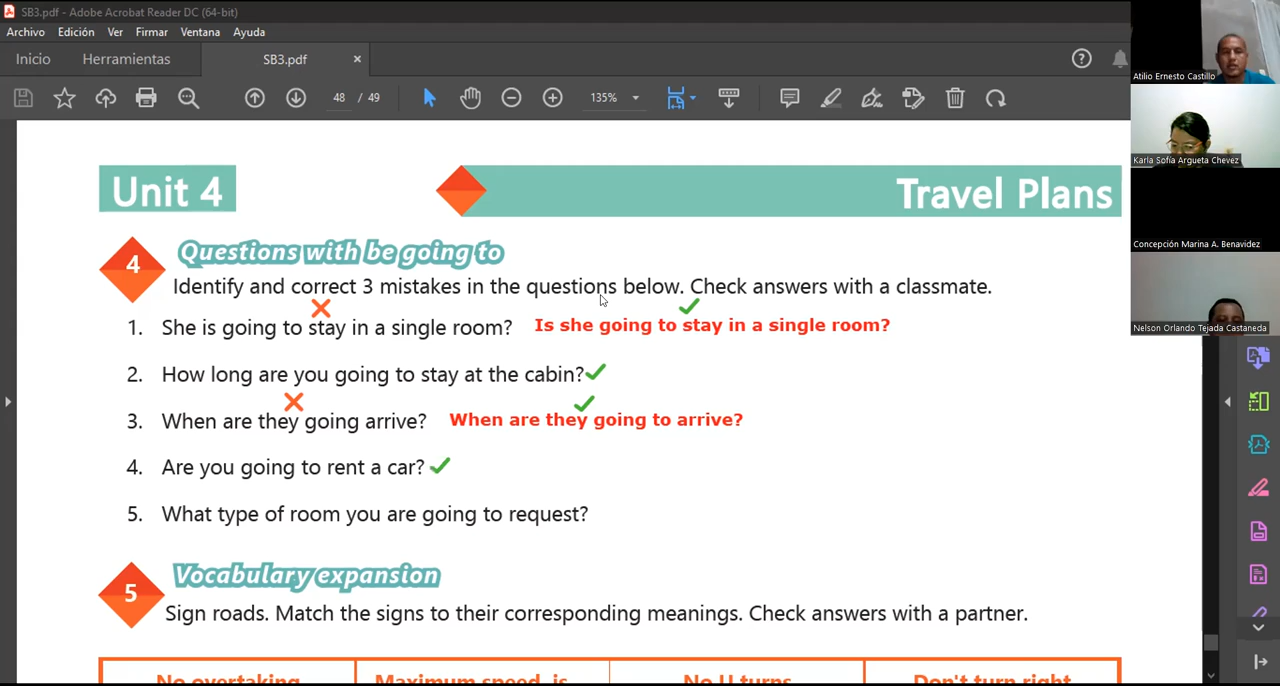 SB3.pdf - Adobe Acrobat Reader DC (64-bit)
Archivo Edición Ver Firmar Ventana Ayuda
Inicio Herramientas SB3.pdf ×
48 / 49 135%
Atilio Ernesto Castillo
Karla Sofía Argueta Chevez
Concepción Marina A. Benavidez
Nelson Orlando Tejada Castaneda
Unit 4 Travel Plans
4 Questions with be going to
Identify and correct 3 mistakes in the questions below. Check answers with a classmate.
1. She is going to stay in a single room? Is she going to stay in a single room?
2. How long are you going to stay at the cabin?
3. When are they going arrive? When are they going to arrive?
4. Are you going to rent a car?
5. What type of room you are going to request?
5 Vocabulary expansion
Sign roads. Match the signs to their corresponding meanings. Check answers with a partner.
No overtaking Maximum speed is No U turns Don't turn right